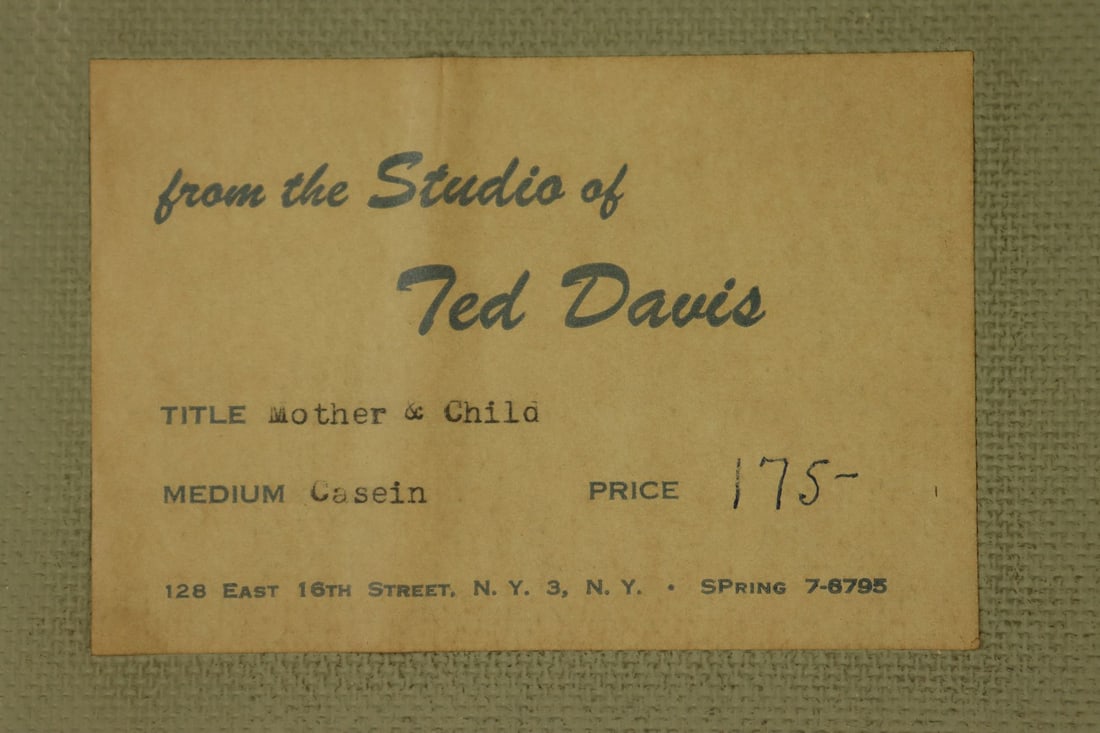 from the Studio of
Ted Davis
TITLE Mother & Child
MEDIUM Casein PRICE 175-
128 EAST 16TH STREET, N. Y. 3, N. Y. • SPRING 7-8795